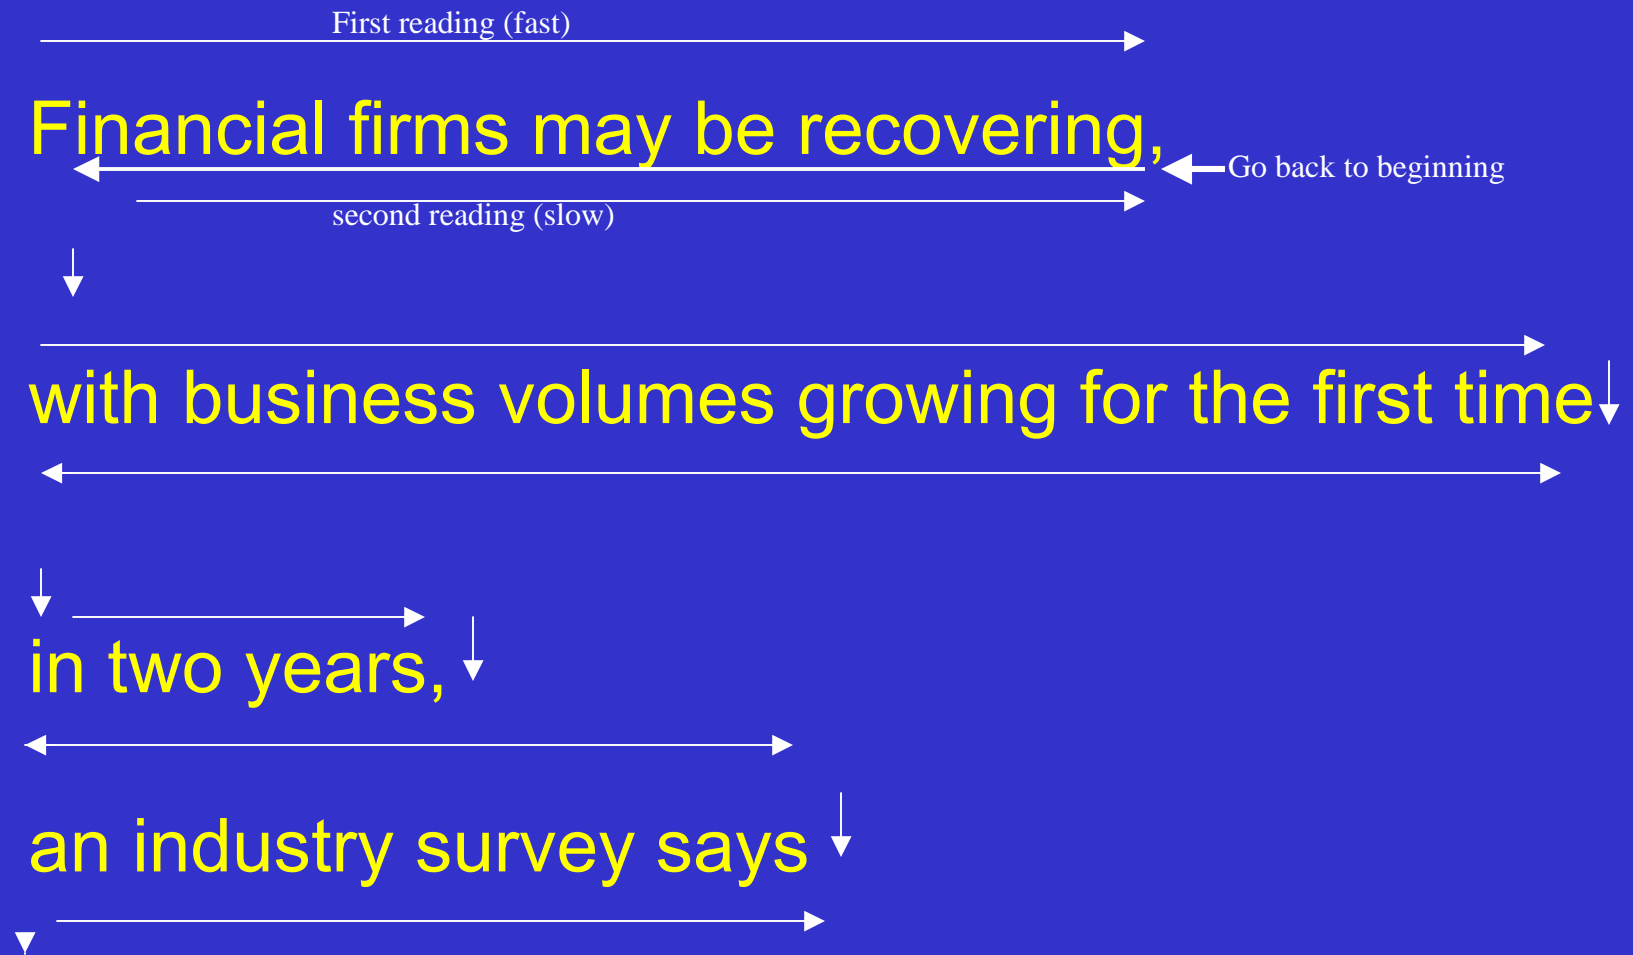 First reading (fast)
Financial firms may be recovering,
Go back to beginning
second reading (slow)
with business volumes growing for the first time
in two years,
an industry survey says